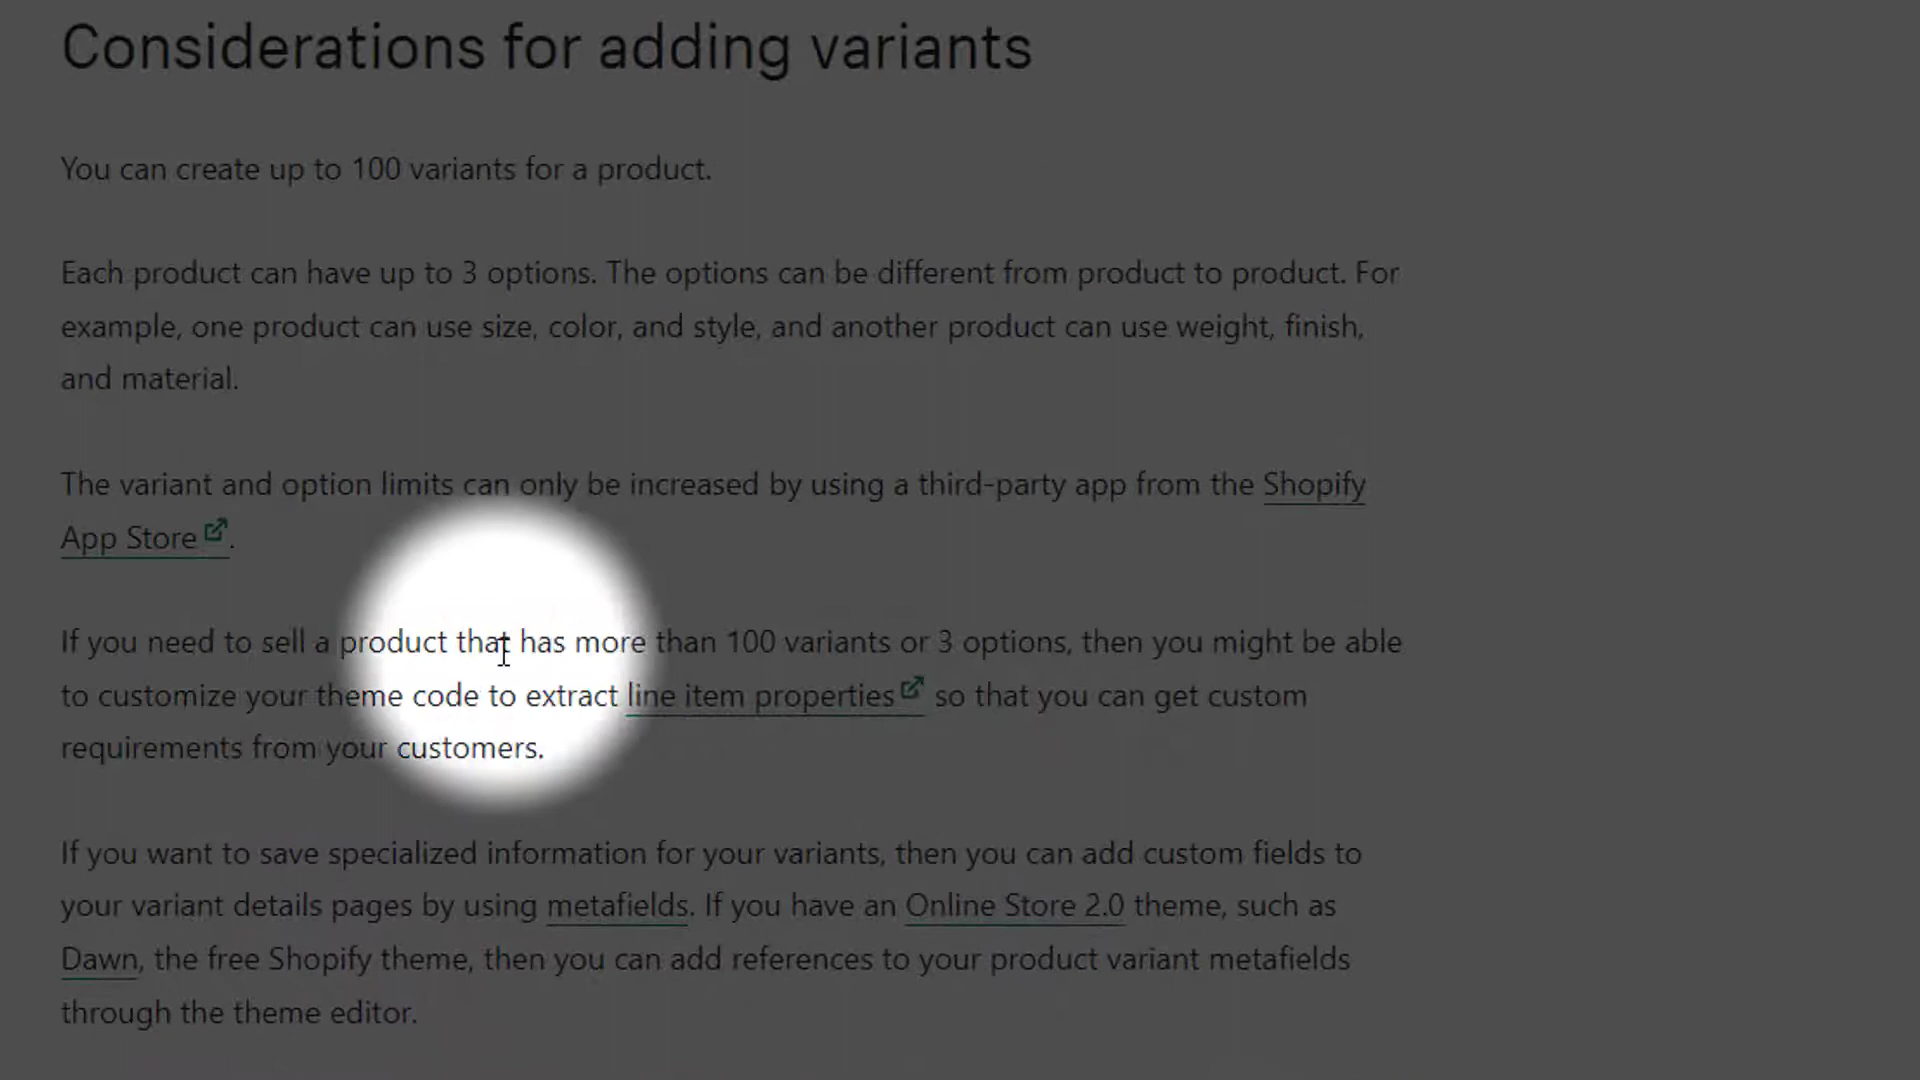 Considerations for adding variants
You can create up to 100 variants for a product.
Each product can have up to 3 options. The options can be different from product to product. For
example, one product can use size, color, and style, and another product can use weight, finish,
and material.
The variant and option limits can only be increased by using a third-party app from the Shopify
App Store.
If you need to sell a product that has more than 100 variants or 3 options, then you might be able
to customize your theme code to extract line item properties so that you can get custom
requirements from your customers.
If you want to save specialized information for your variants, then you can add custom fields to
your variant details pages by using metafields. If you have an Online Store 2.0 theme, such as
Dawn, the free Shopify theme, then you can add references to your product variant metafields
through the theme editor.